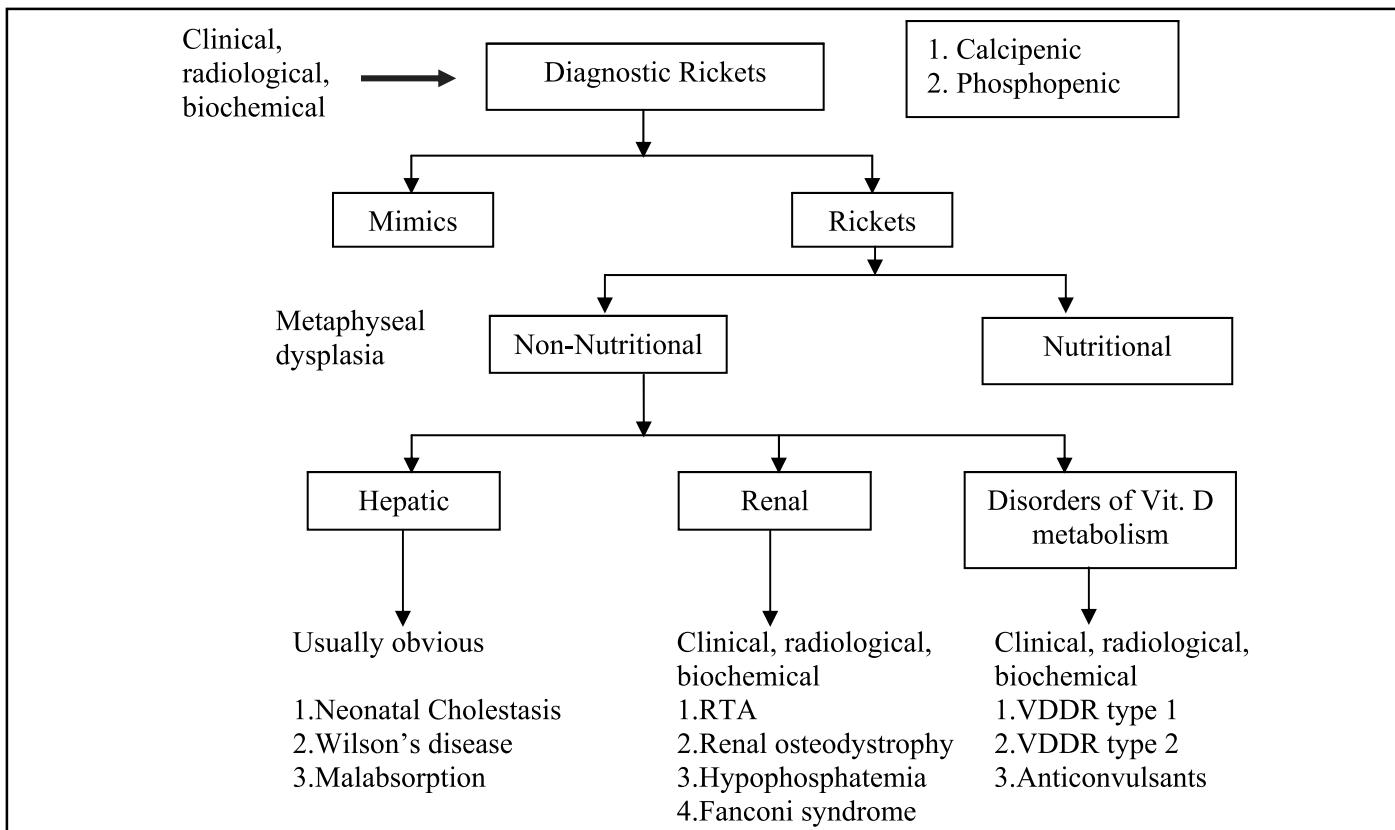 Clinical,
radiological,
biochemical
Diagnostic Rickets
1. Calcipenic
2. Phosphopenic
Mimics
Rickets
Metaphyseal
dysplasia
Non-Nutritional
Nutritional
Hepatic
Renal
Disorders of Vit. D
metabolism
Usually obvious
1.Neonatal Cholestasis
2.Wilson’s disease
3.Malabsorption
Clinical, radiological,
biochemical
1.RTA
2.Renal osteodystrophy
3.Hypophosphatemia
4.Fanconi syndrome
Clinical, radiological,
biochemical
1.VDDR type 1
2.VDDR type 2
3.Anticonvulsants